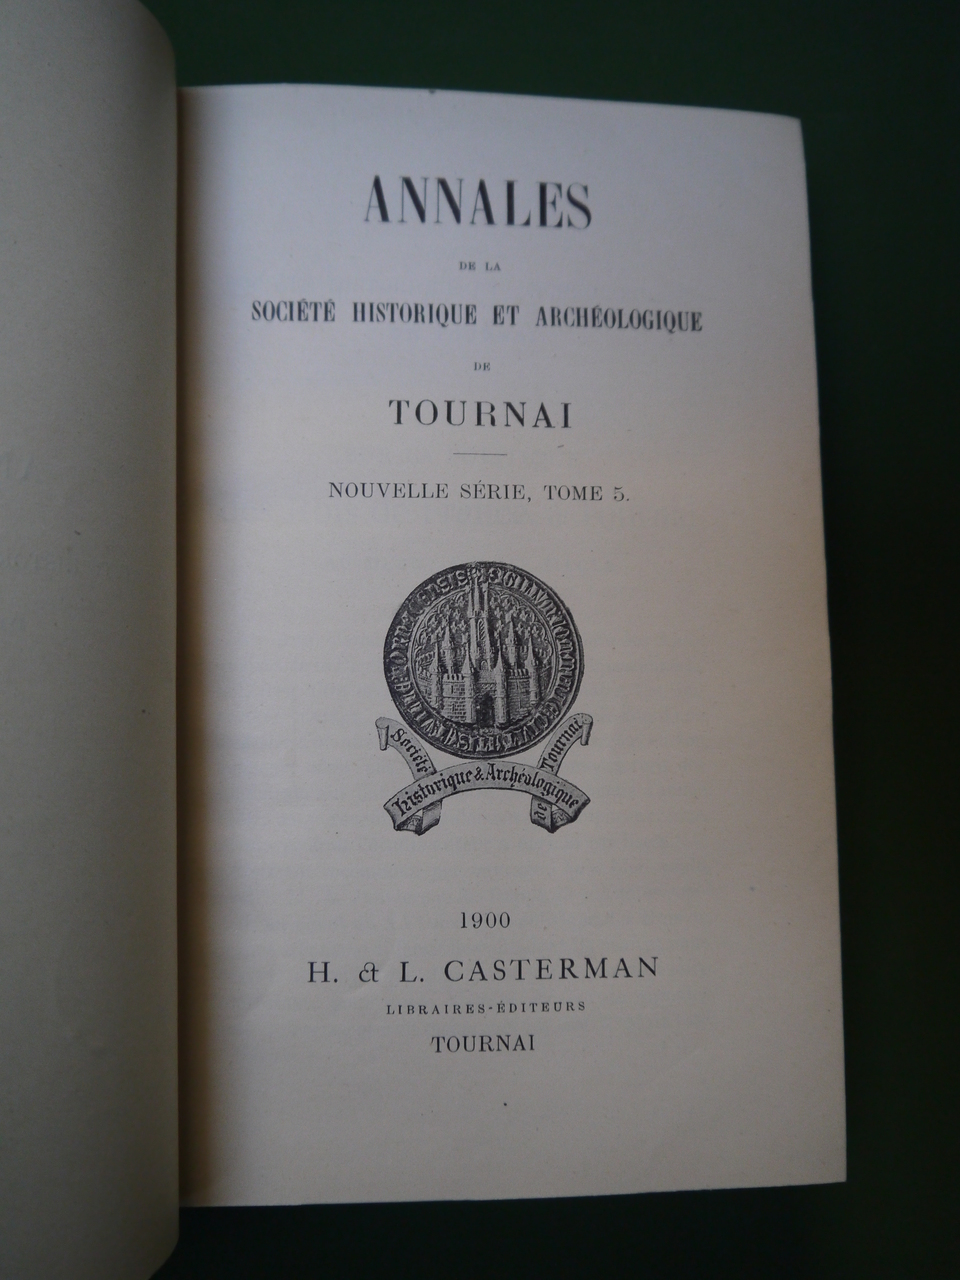 ANNALES
DE LA
SOCIÉTÉ HISTORIQUE ET ARCHÉOLOGIQUE
DE
TOURNAI
NOUVELLE SÉRIE, TOME 5.
Société
historique & Archéologique
de
Tournai
1900
H. & L. CASTERMAN
LIBRAIRES-ÉDITEURS
TOURNAI